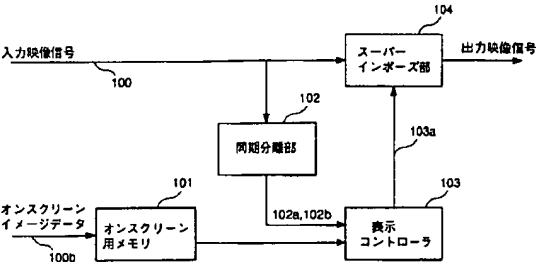 104
入力映像信号
100
スーパー
インポーズ部
出力映像信号
102
同期分離部
103a
101
103
オンスクリーン
イメージデータ
100b
オンスクリーン
用メモリ
102a,102b
表示
コントローラ